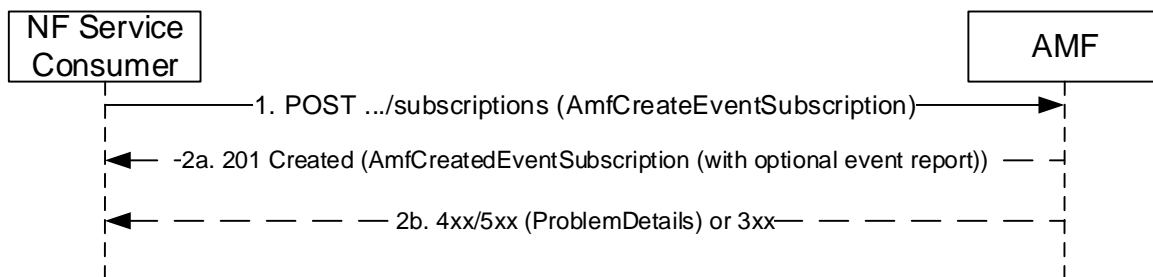 NF Service
Consumer
AMF
1. POST .../subscriptions (AmfCreateEventSubscription)
-2a. 201 Created (AmfCreatedEventSubscription (with optional event report))
2b. 4xx/5xx (ProblemDetails) or 3xx